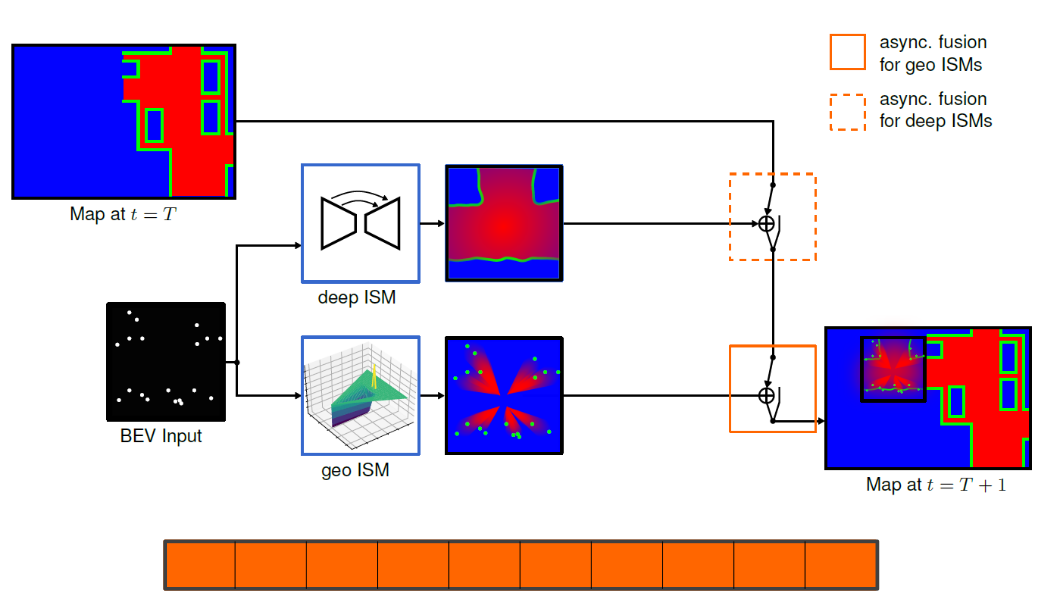 async. fusion
for geo ISMs
async. fusion
for deep ISMs
Map at t = T
deep ISM
BEV Input
geo ISM
Map at t = T + 1